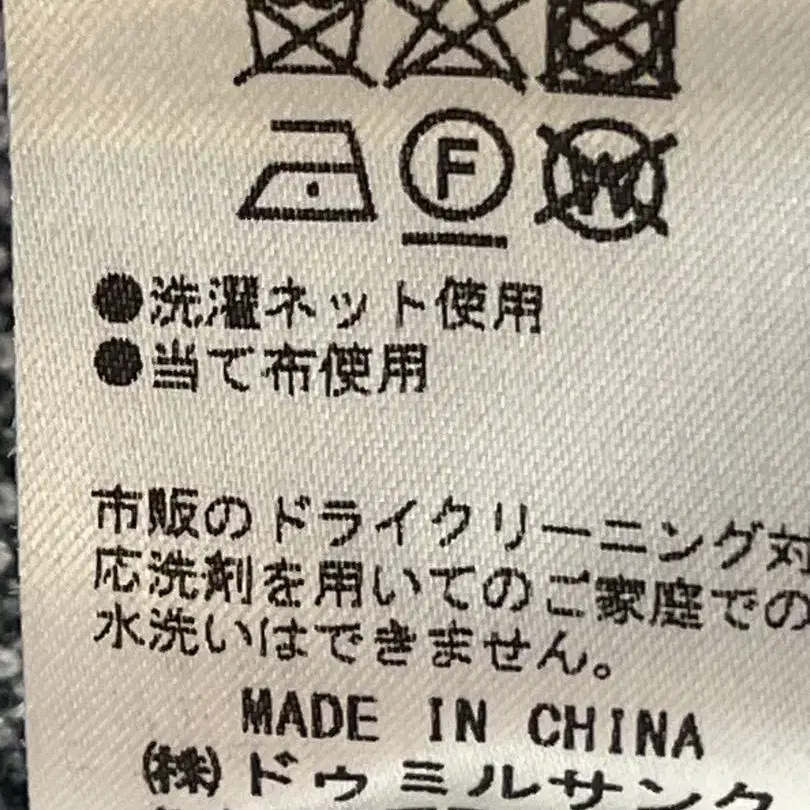 F
W
●洗濯ネット使用
●当て布使用
市販のドライクリーニング対
応洗剤を用いてのご家庭での
水洗いはできません。
MADE IN CHINA
㈱ドゥミルサンク